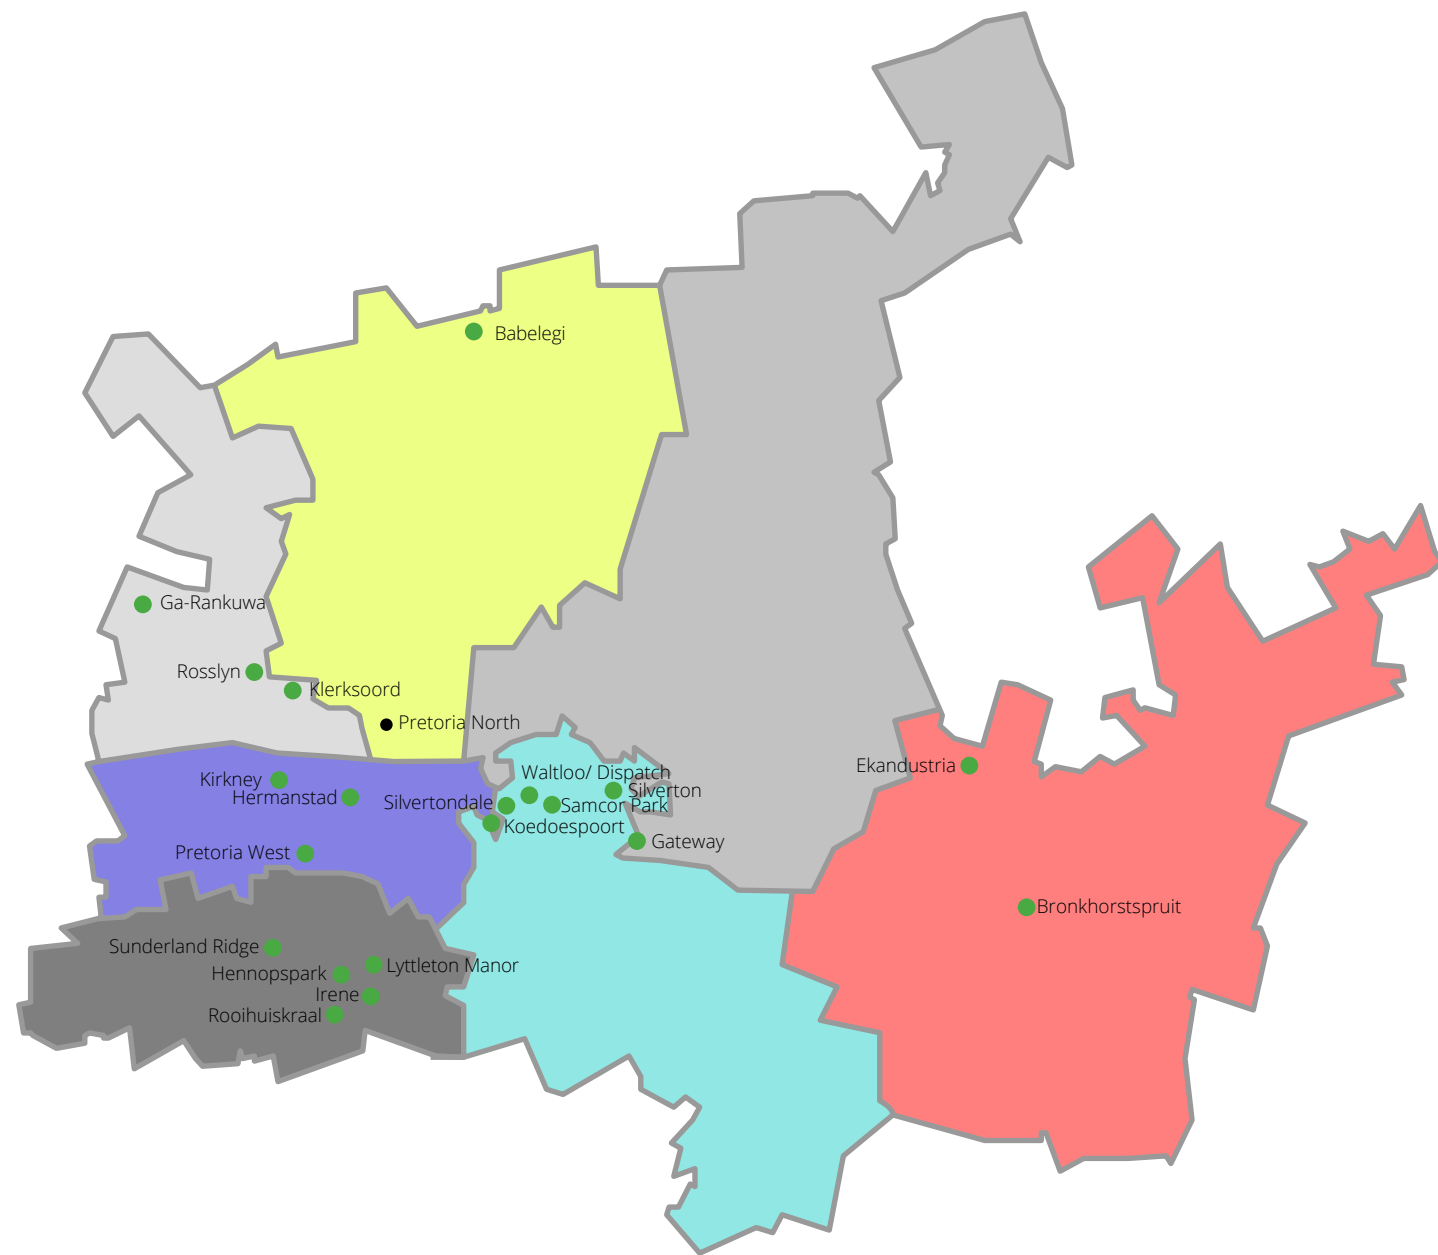 Babelegi
Ga-Rankuwa
Rosslyn
Klerksoord
Pretoria North
Ekandustria
Waltloo/ Dispatch
Kirkney
Silverton
Hermanstad
Silvertondale
Samcor Park
Koedoespoort
Gateway
Pretoria West
Bronkhorstspruit
Sunderland Ridge
Lyttleton Manor
Hennopspark
Irene
Rooihuiskraal